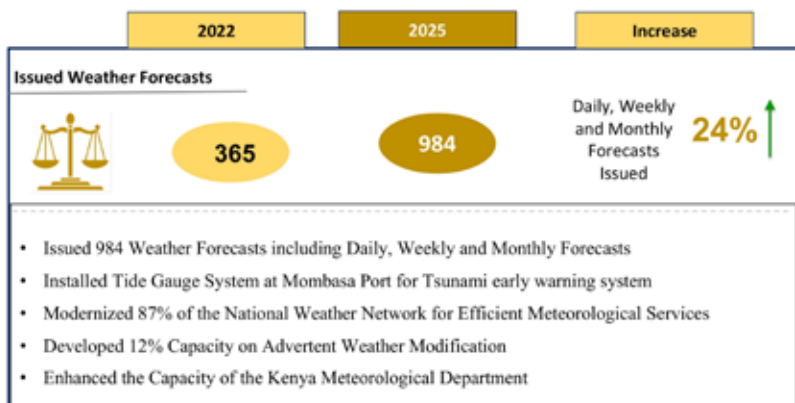 2022 2025 Increase
Issued Weather Forecasts
365 984 Daily, Weekly
and Monthly
Forecasts
Issued 24%
• Issued 984 Weather Forecasts including Daily, Weekly and Monthly Forecasts
• Installed Tide Gauge System at Mombasa Port for Tsunami early warning system
• Modernized 87% of the National Weather Network for Efficient Meteorological Services
• Developed 12% Capacity on Advertent Weather Modification
• Enhanced the Capacity of the Kenya Meteorological Department